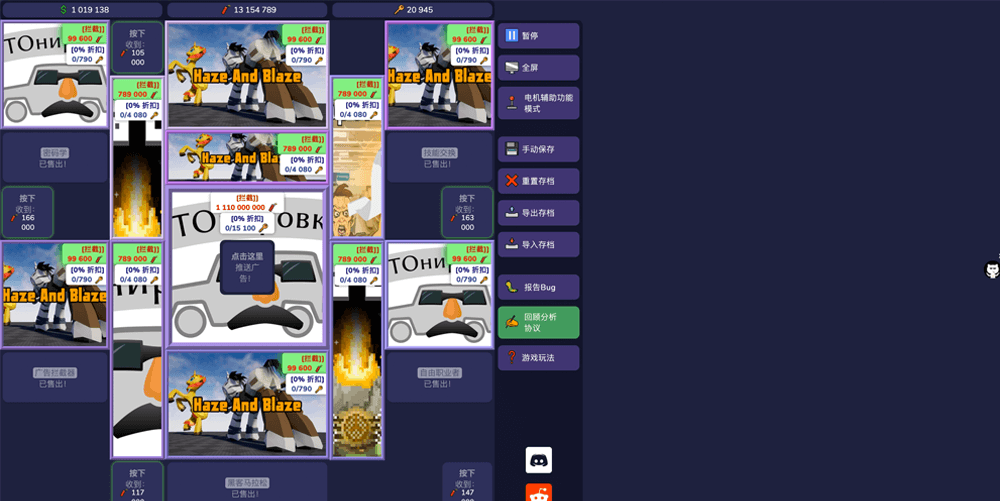 1 019 138
13 154 789
20 945
ТОнир
[拦截]
99 600
[0% 折扣]
0/790
按下
收到:
105
000
[拦截]
99 600
[0% 折扣]
0/790
Haze And Blaze
[拦截]
99 600
[0% 折扣]
0/790
Haze And Blaze
[拦截]
789 000
[0% 折扣]
0/4 080
[拦截]
789 000
[0% 折扣]
0/4 080
[拦截]
789 000
[0% 折扣]
0/4 080
Haze And Bla
密码学
已售出!
技能交换
已售出!
按下
收到:
166
000
[拦截]
1 110 000 000
[0% 折扣]
0/15 100
ТОн
ровк
点击这里
推送广
告!
按下
收到:
163
000
[拦截]
99 600
[0% 折扣]
0/790
Haze And Blaze
[拦截]
789 000
[0% 折扣]
0/4 080
[拦截]
789 000
[0% 折扣]
0/4 080
[拦截]
99 600
[0% 折扣]
0/790
ТОнир
广告拦截器
已售出!
[拦截]
99 600
[0% 折扣]
0/790
Haze And Blaze
自由职业者
已售出!
按下
收到:
117
000
黑客马拉松
已售出!
按下
收到:
147
000
暂停
全屏
电机辅助功能
模式
手动保存
重置存档
导出存档
导入存档
报告Bug
回顾分析
协议
游戏玩法